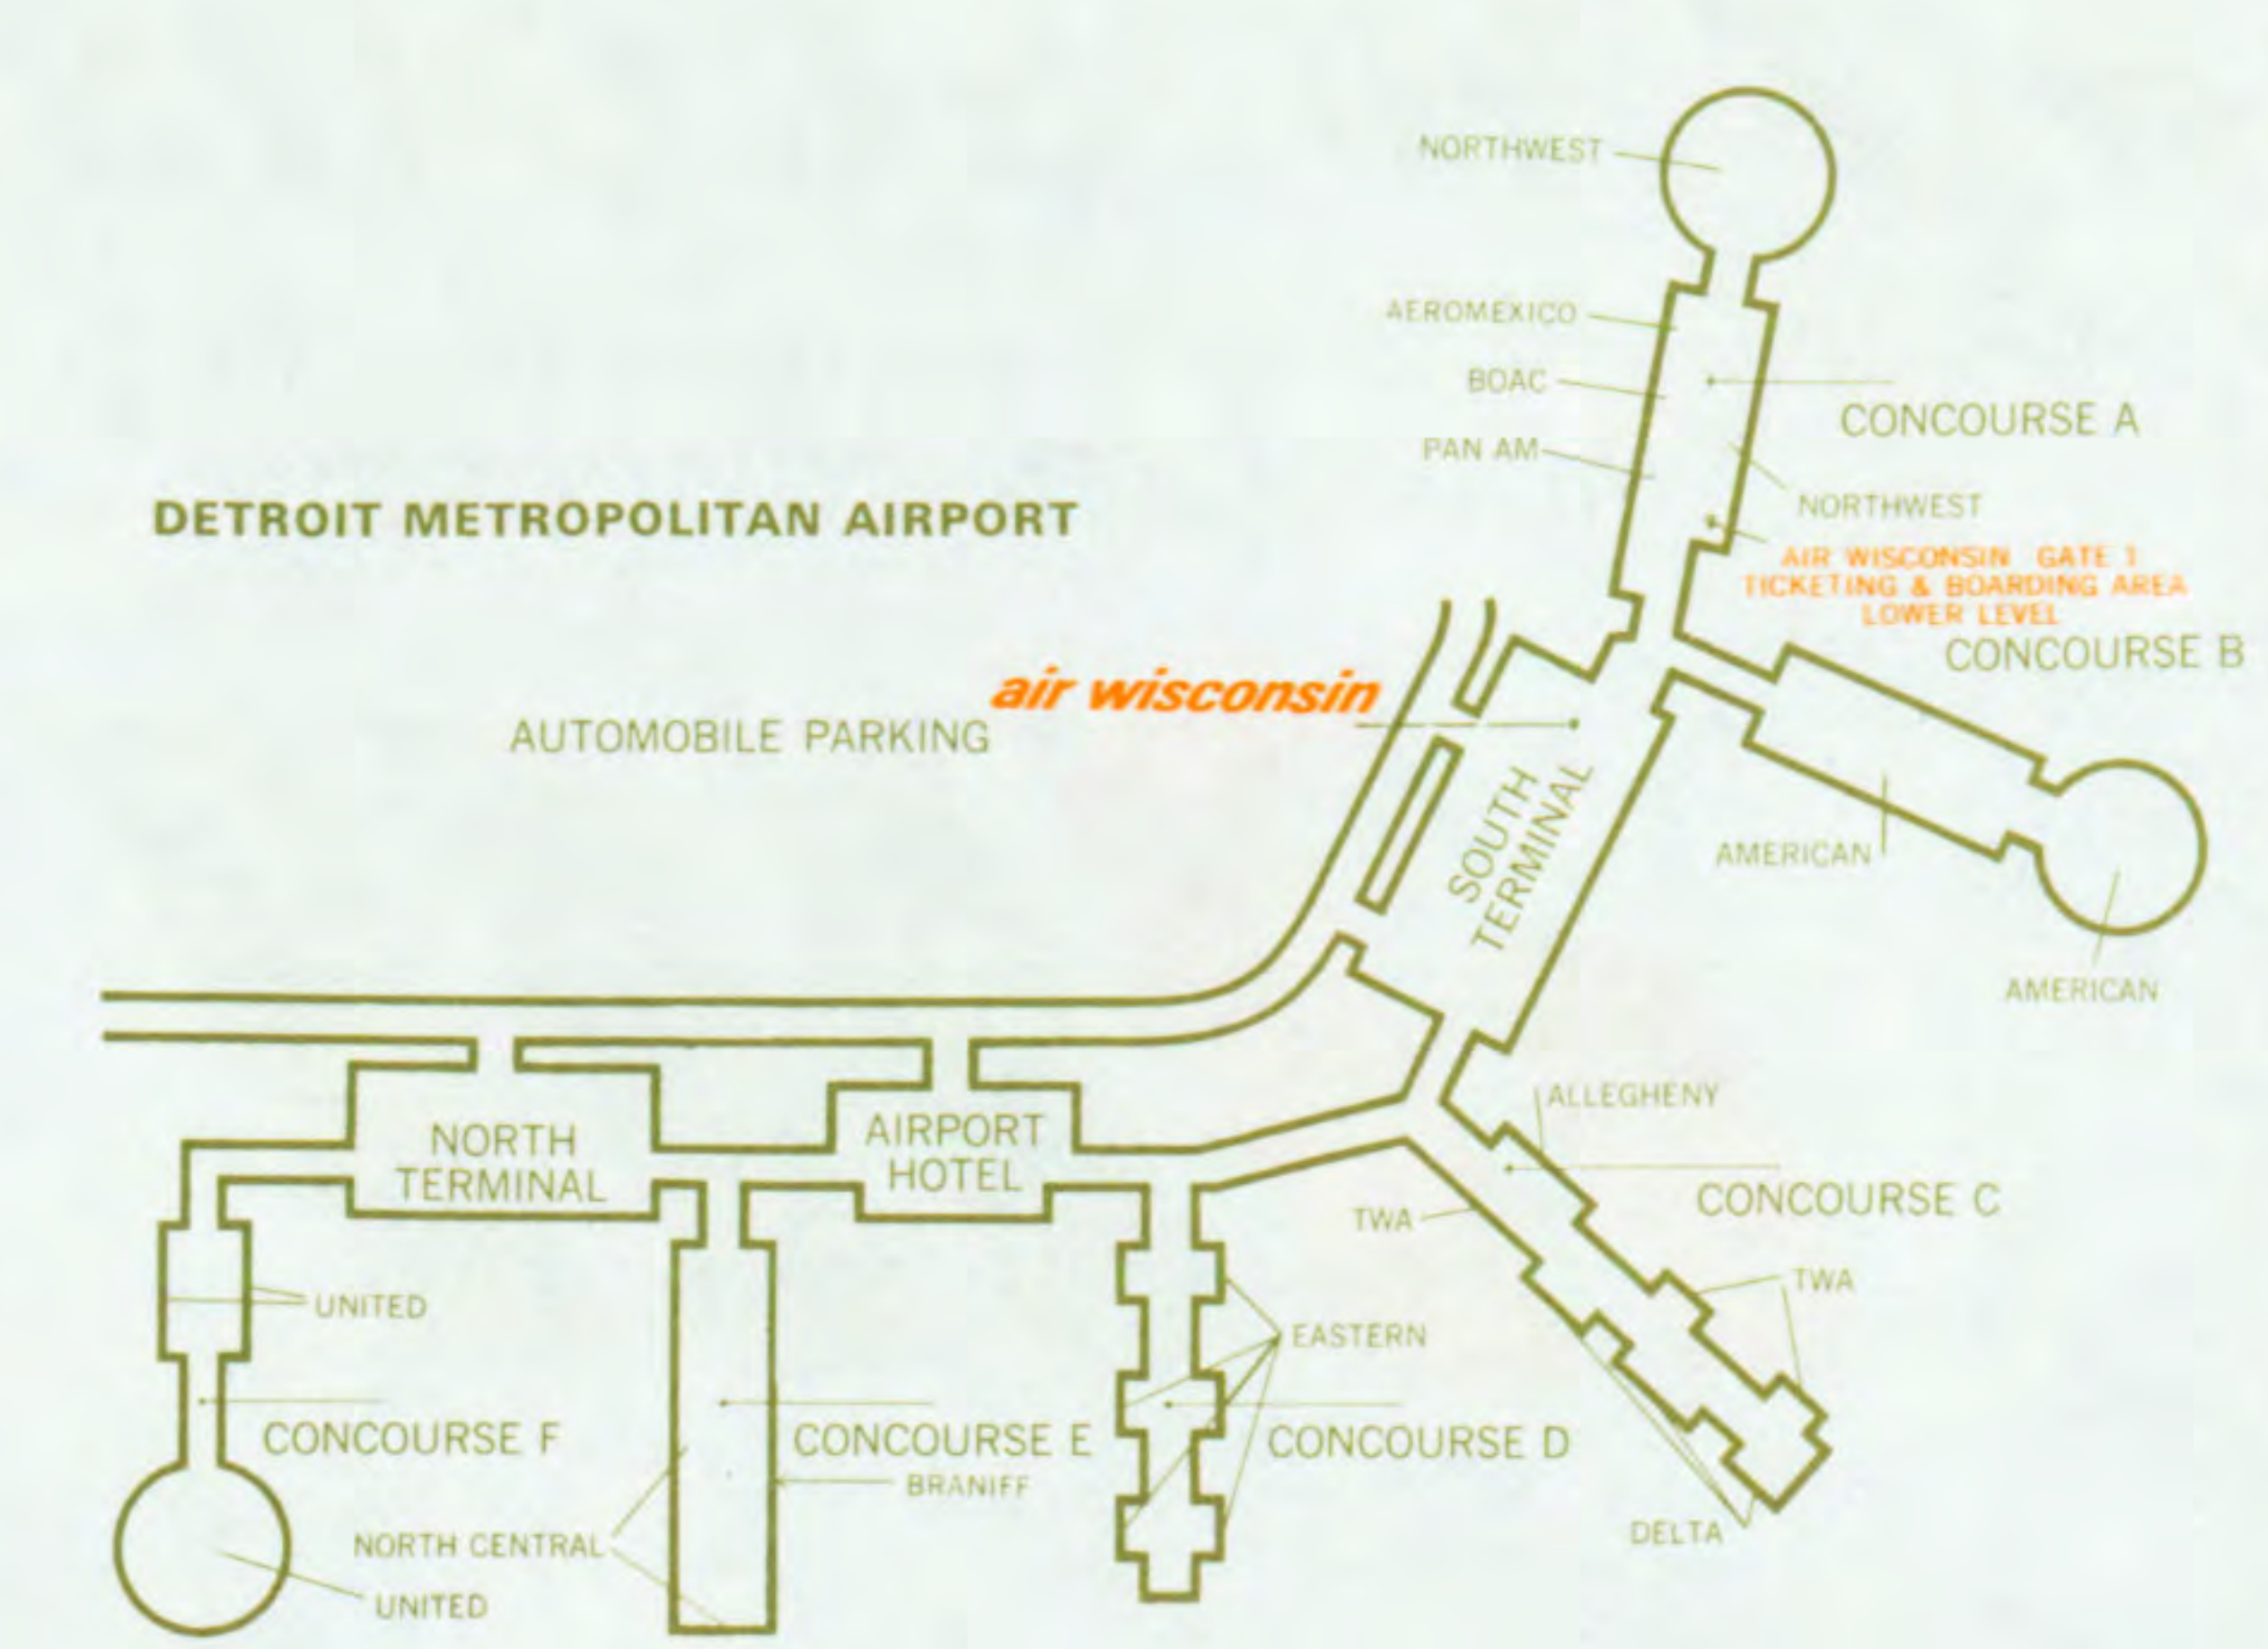 NORTHWEST
AEROMEXICO
BOAC
CONCOURSE A
PAN AM
NORTHWEST
DETROIT METROPOLITAN AIRPORT
AIR WISCONSIN GATE 1
TICKETING & BOARDING AREA
LOWER LEVEL
CONCOURSE B
air wisconsin
AUTOMOBILE PARKING
SOUTH
TERMINAL
AMERICAN
AMERICAN
ALLEGHENY
NORTH
TERMINAL
AIRPORT
HOTEL
CONCOURSE C
TWA
TWA
UNITED
EASTERN
CONCOURSE F
CONCOURSE E
CONCOURSE D
BRANIFF
NORTH CENTRAL
DELTA
UNITED